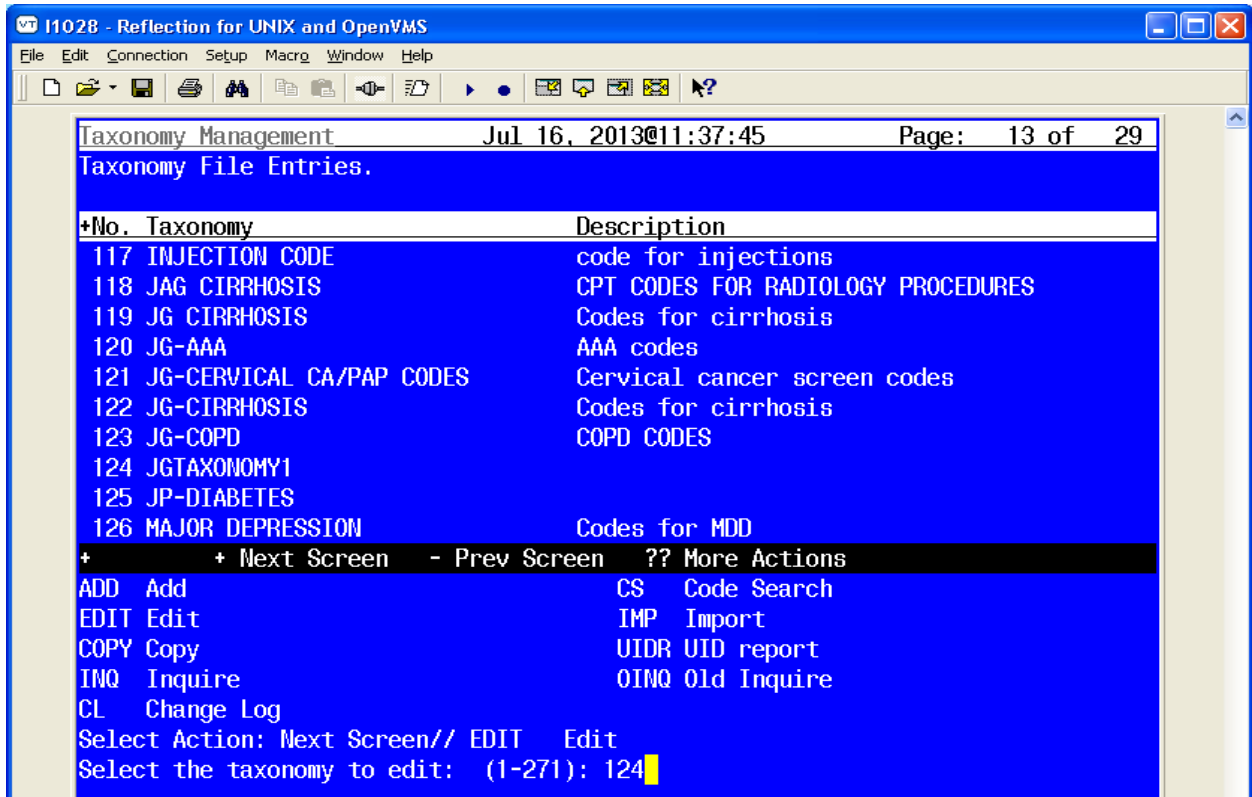 I1028 - Reflection for UNIX and OpenVMS
File Edit Connection Setup Macro Window Help
Taxonomy Management Jul 16, 2013@11:37:45 Page: 13 of 29
Taxonomy File Entries.
+No. Taxonomy Description
117 INJECTION CODE code for injections
118 JAG CIRRHOSIS CPT CODES FOR RADIOLOGY PROCEDURES
119 JG CIRRHOSIS Codes for cirrhosis
120 JG-AAA AAA codes
121 JG-CERVICAL CA/PAP CODES Cervical cancer screen codes
122 JG-CIRRHOSIS Codes for cirrhosis
123 JG-COPD COPD CODES
124 JGTAXONOMY1
125 JP-DIABETES
126 MAJOR DEPRESSION Codes for MDD
+ + Next Screen - Prev Screen ?? More Actions
ADD Add CS Code Search
EDIT Edit IMP Import
COPY Copy UIDR UID report
INQ Inquire OINQ Old Inquire
CL Change Log
Select Action: Next Screen// EDIT Edit
Select the taxonomy to edit: (1-271): 124